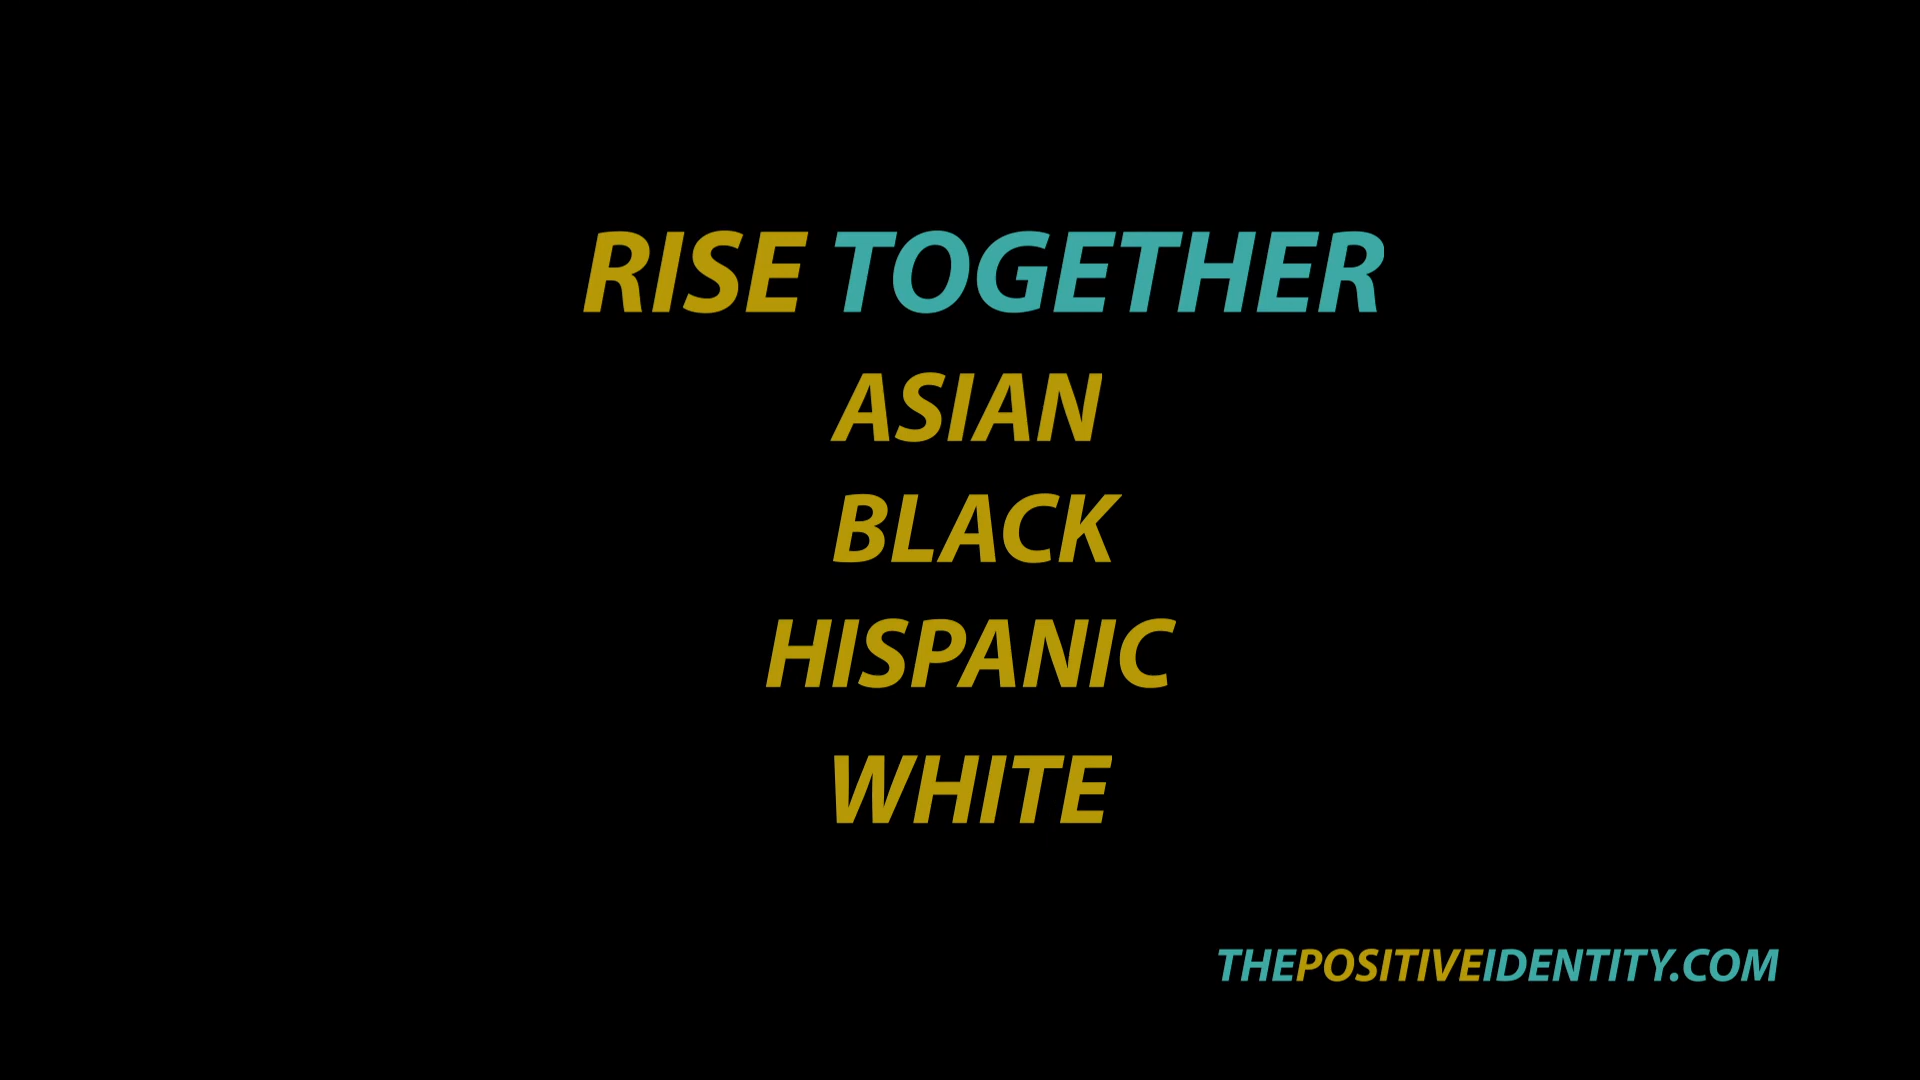 RISE TOGETHER
ASIAN
BLACK
HISPANIC
WHITE
THEPOSITIVEIDENTITY.COM